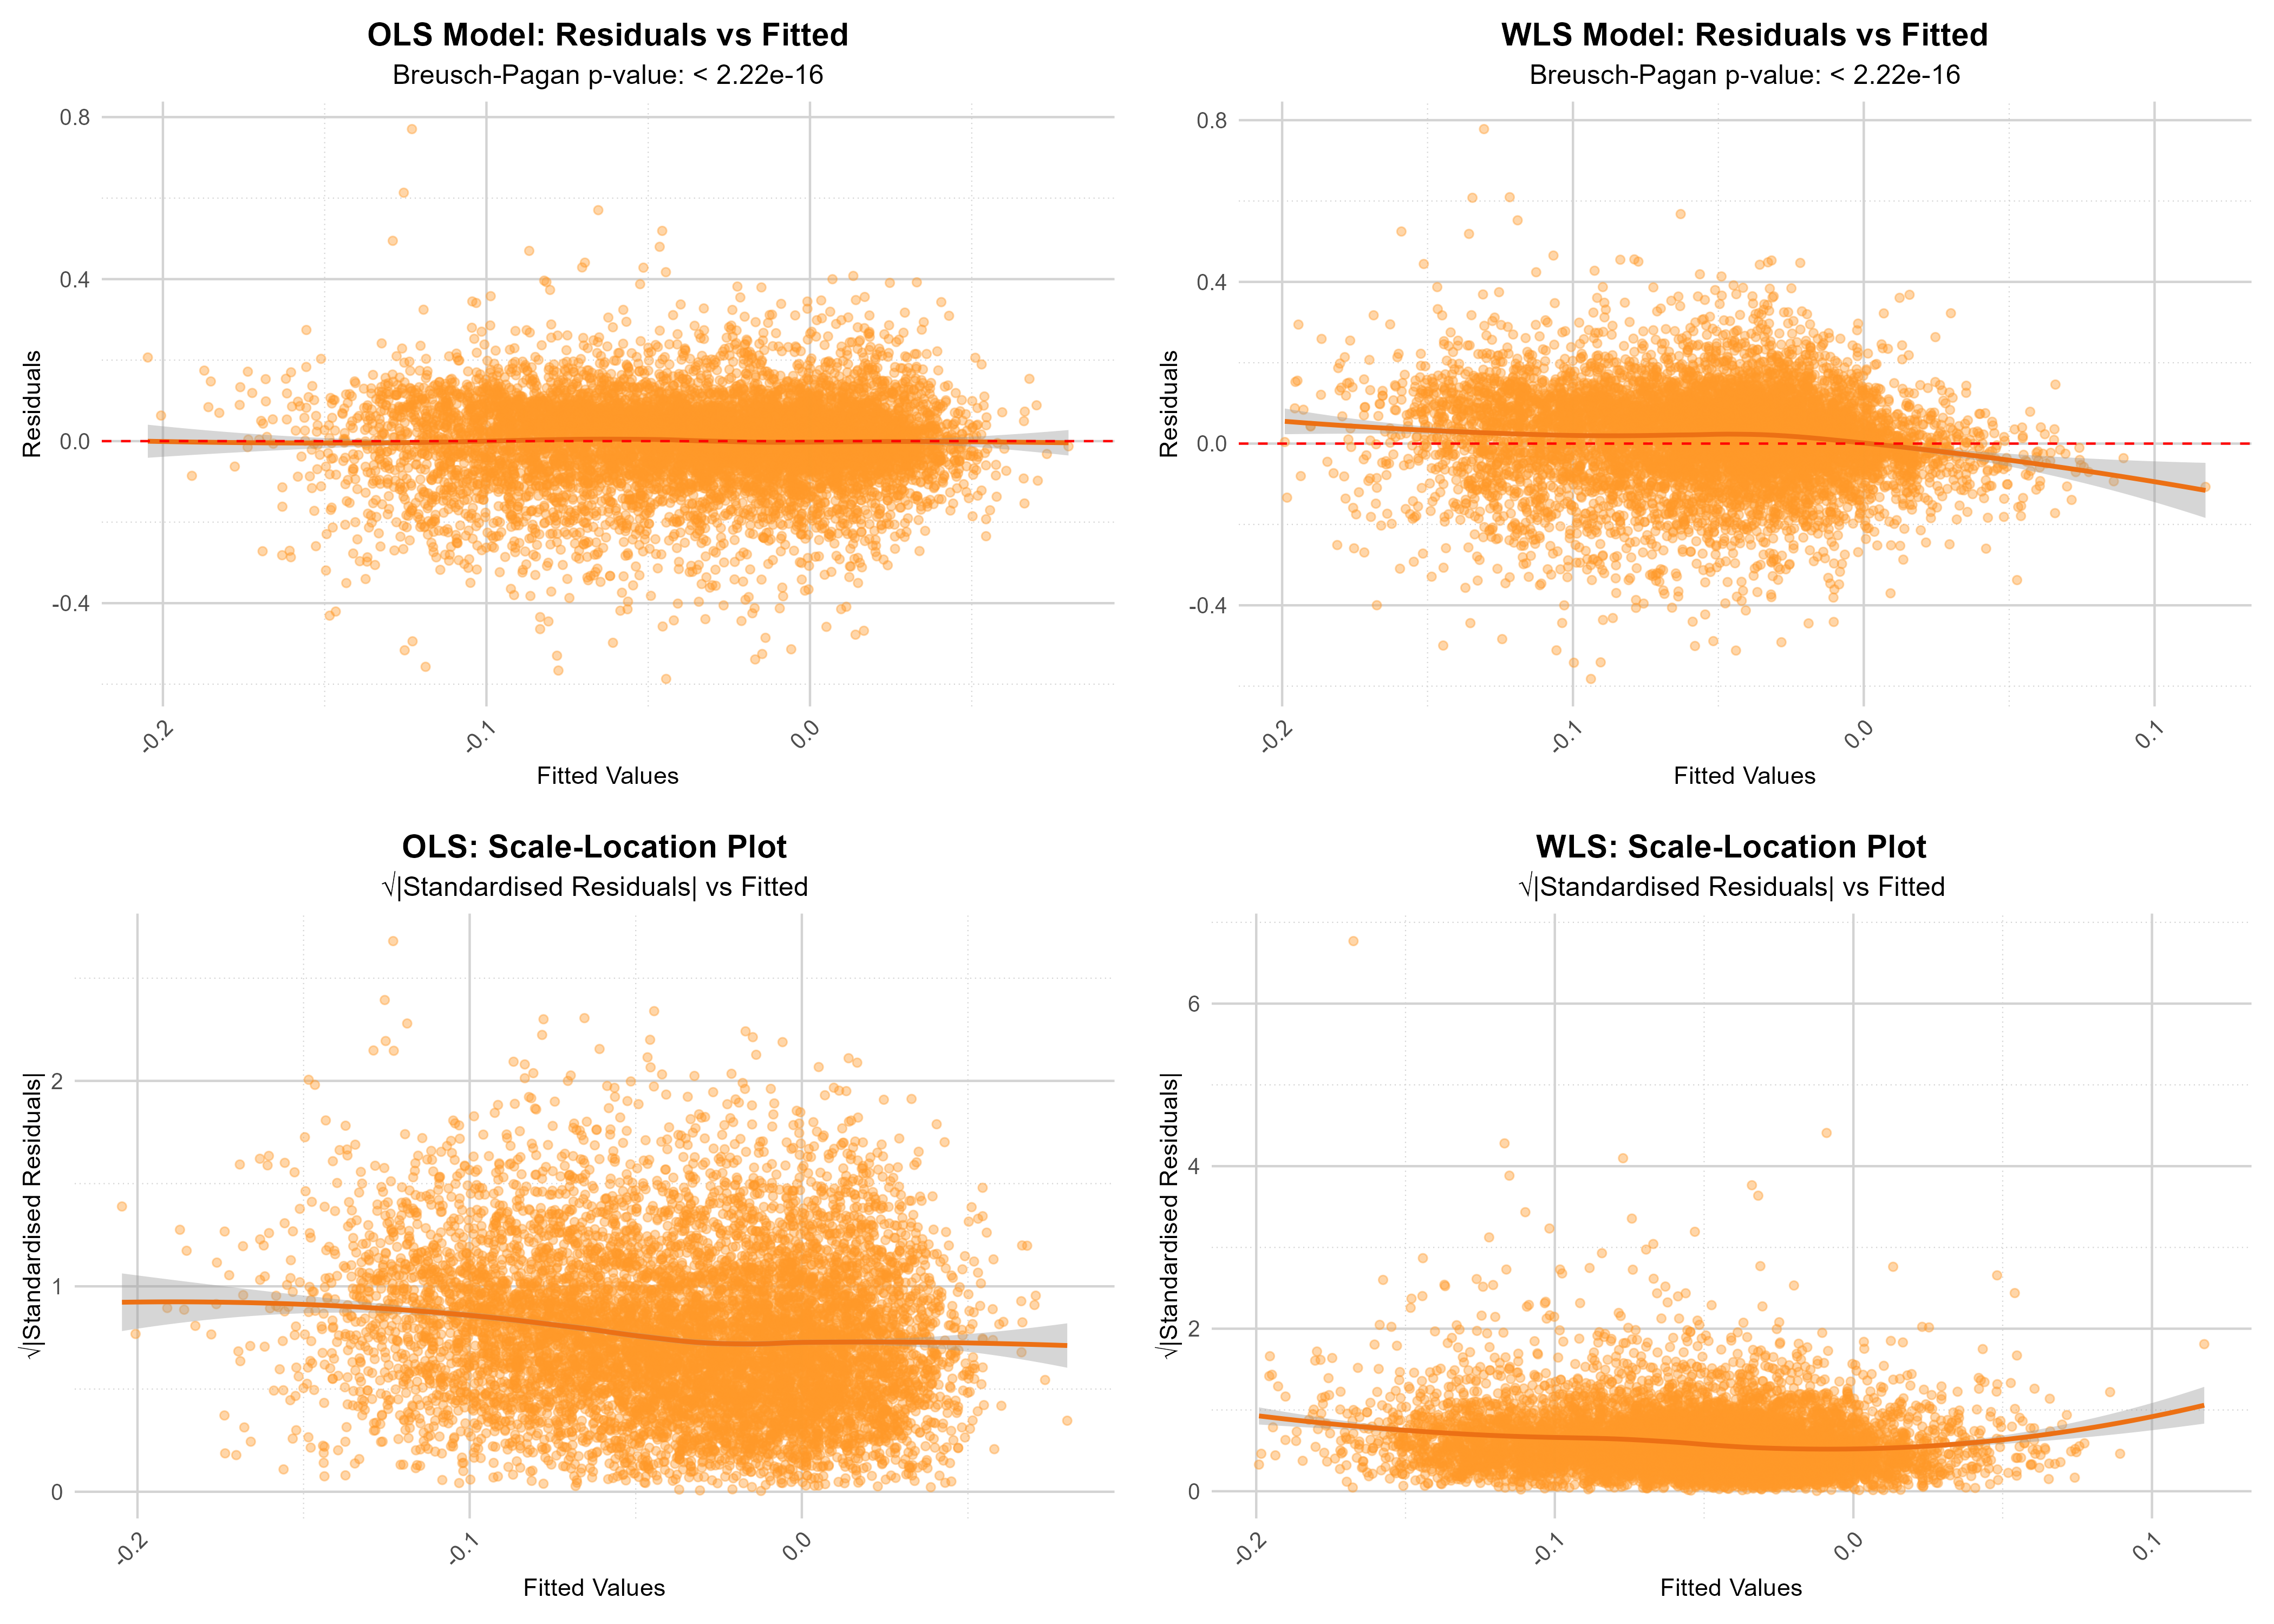 OLS Model: Residuals vs Fitted
Breusch-Pagan p-value: < 2.22e-16
0.8
0.4
0.0
-0.4
Residuals
-0.2
-0.1
0.0
Fitted Values
WLS Model: Residuals vs Fitted
Breusch-Pagan p-value: < 2.22e-16
0.8
0.4
0.0
-0.4
Residuals
-0.2
-0.1
0.0
0.1
Fitted Values
OLS: Scale-Location Plot
√|Standardised Residuals| vs Fitted
2
1
0
√|Standardised Residuals|
-0.2
-0.1
0.0
Fitted Values
WLS: Scale-Location Plot
√|Standardised Residuals| vs Fitted
6
4
2
0
√|Standardised Residuals|
-0.2
-0.1
0.0
0.1
Fitted Values